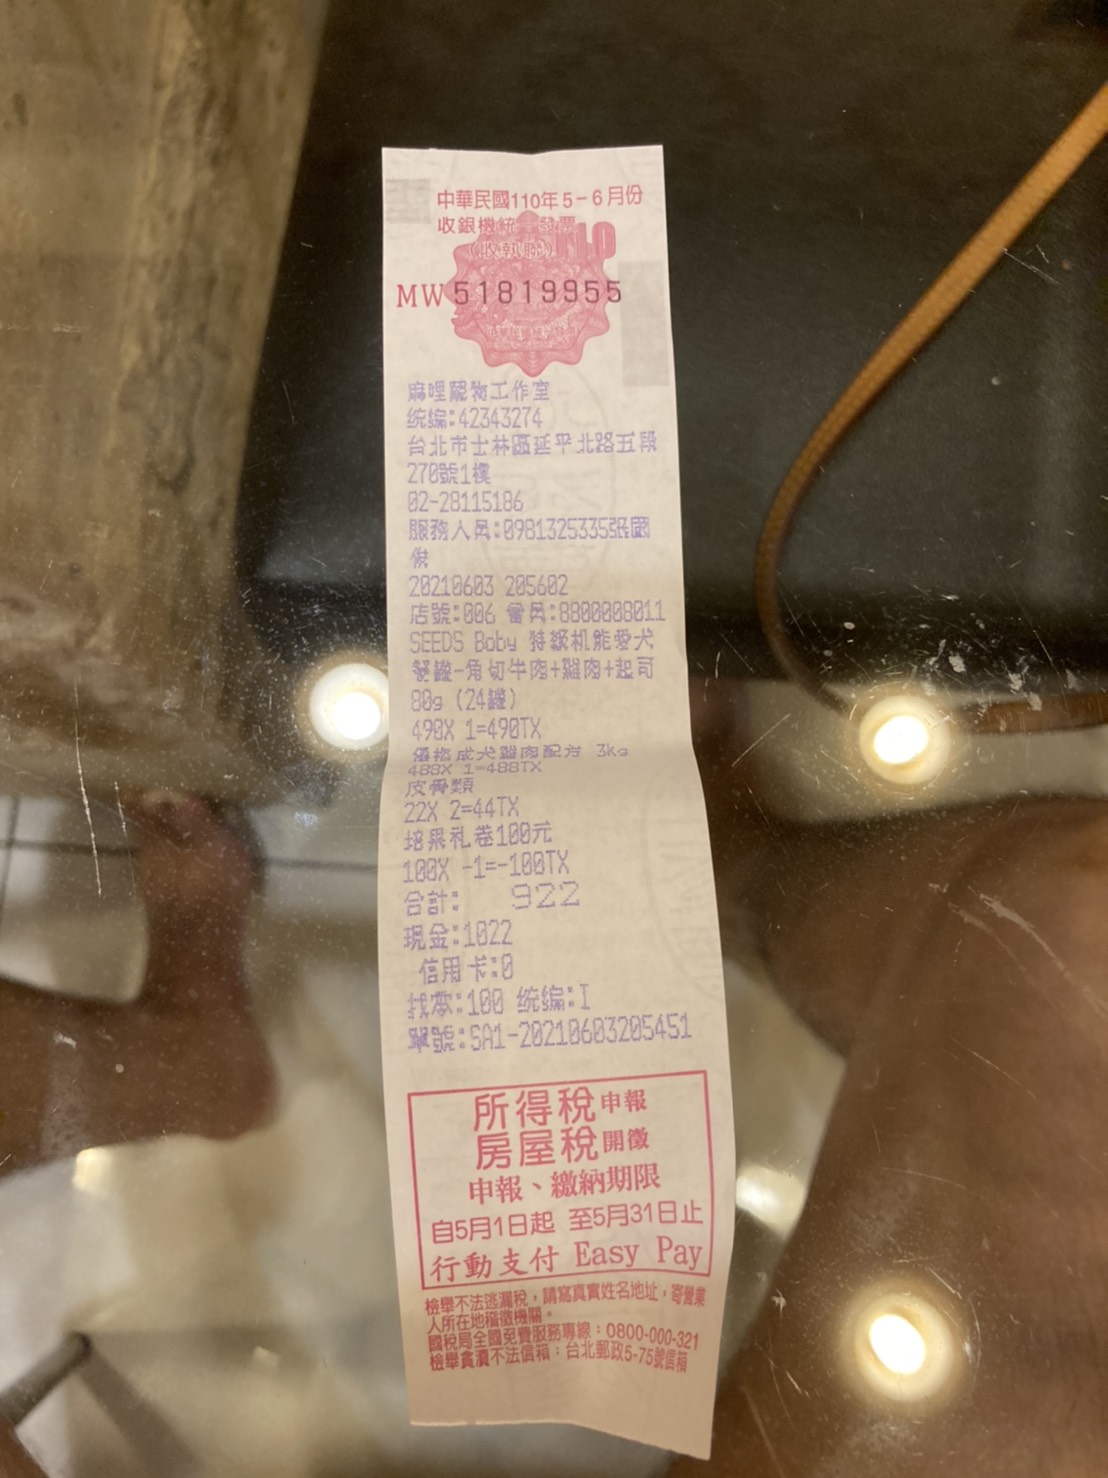 中華民國110年5-6月份
收銀機統一發票
(收執聯)
MW51819955
麻哩寵物工作室
統編:42343274
台北市士林區延平北路五段
270號1樓
02-28115186
服務人員:0981325335張國
俊
20210603 205602
店號:006 會員:8800008011
SEEDS Baby 特級机能愛犬
餐罐-角切牛肉+雞肉+起司
80g (24罐)
490X 1=490TX
優格成犬雞肉配方 3kg
488X 1=488TX
皮骨類
22X 2=44TX
培果礼卷100元
100X -1=-100TX
合計: 922
現金:1022
信用卡:0
找零:100 統編:I
單號:SA1-20210603205451
所得稅申報
房屋稅開徵
申報、繳納期限
自5月1日起 至5月31日止
行動支付 Easy Pay
檢舉不法逃漏稅,請寫真實姓名地址,寄營業
人所在地稽徵機關。
國稅局全國免費服務專線:0800-000-321
檢舉貪瀆不法信箱:台北郵政5-75號信箱